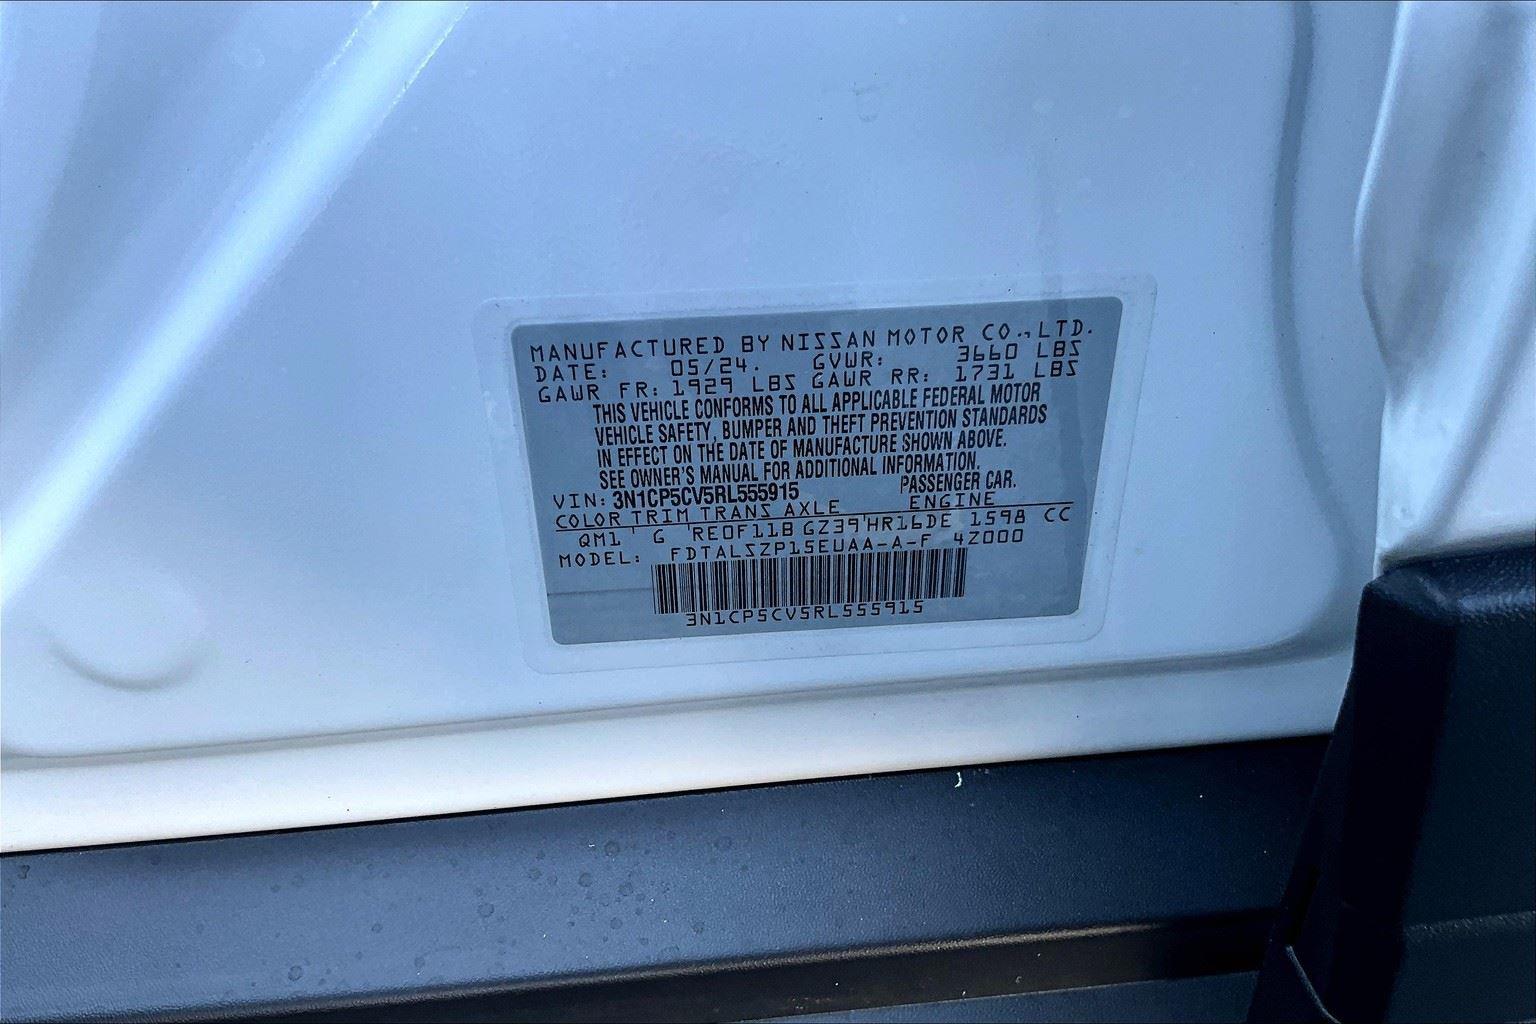 MANUFACTURED BY NISSAN MOTOR CO., LTD.
DATE: 05/24. GVWR: 3660 LBS
GAWR FR: 1929 LBS GAWR RR: 1731 LBS
THIS VEHICLE CONFORMS TO ALL APPLICABLE FEDERAL MOTOR
VEHICLE SAFETY, BUMPER AND THEFT PREVENTION STANDARDS
IN EFFECT ON THE DATE OF MANUFACTURE SHOWN ABOVE.
SEE OWNER'S MANUAL FOR ADDITIONAL INFORMATION.
VIN: 3N1CP5CV5RL555915 PASSENGER CAR.
COLOR TRIM TRANS AXLE ENGINE
QM1 G RE0F11B GZ39 HR16DE 1598 CC
MODEL: FDTALSZP15EUAA-A-F 4Z000
3N1CP5CV5RL555915